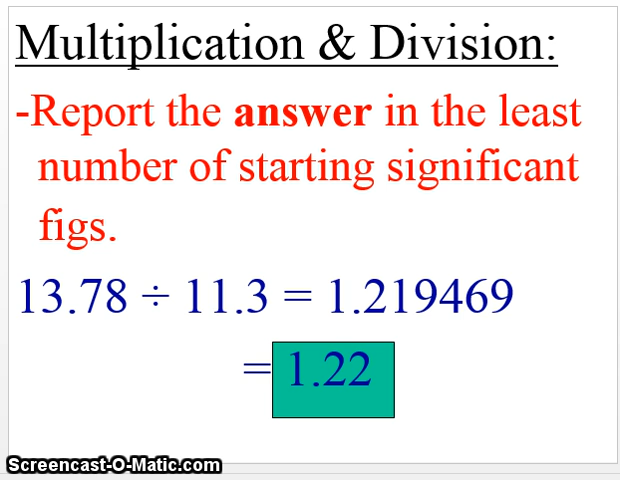 Multiplication & Division:
-Report the answer in the least
number of starting significant
figs.
13.78 ÷ 11.3 = 1.219469
= 1.22
Screencast-O-Matic.com